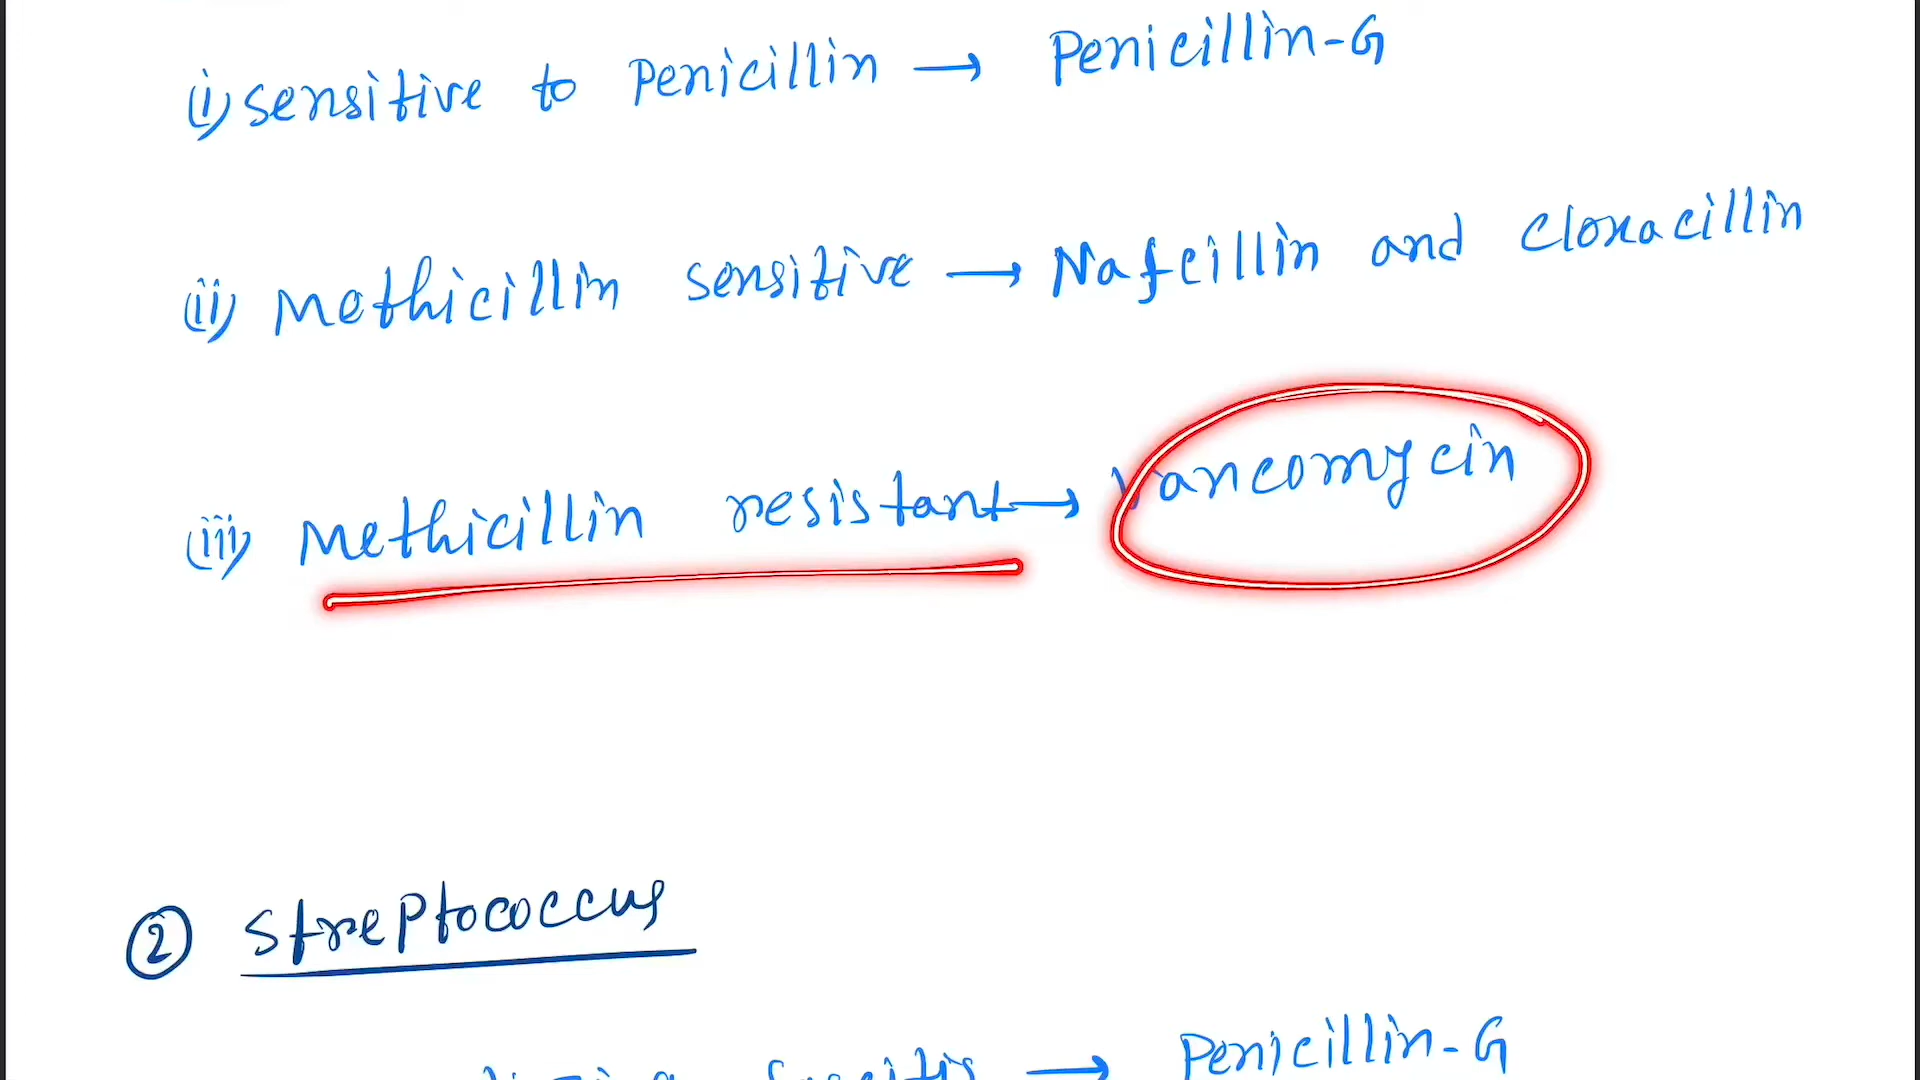 (i) sensitive to Penicillin → Penicillin-G
(ii) Methicillin sensitive → Nafcillin and Cloxacillin
(iii) Methicillin resistant → Vancomycin
② Streptococcus
→ Penicillin-G